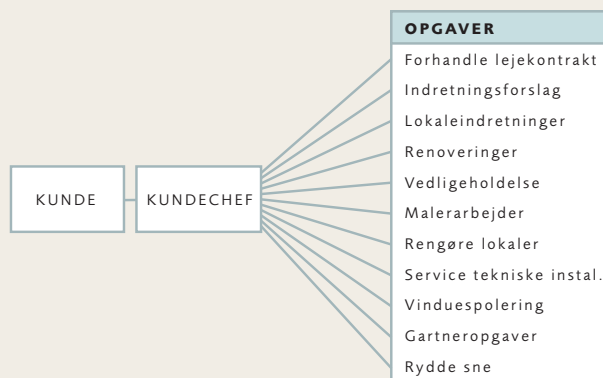 OPGAVER
Forhandle lejekontrakt
Indretningsforslag
Lokaleindretninger
Renoveringer
Vedligeholdelse
Malerarbejder
Rengøre lokaler
Service tekniske instal.
Vinduespolering
Gartneropgaver
Rydde sne
KUNDE
KUNDECHEF